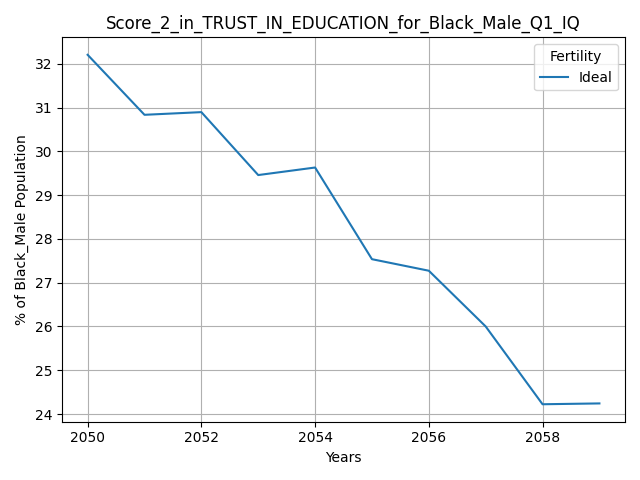 Score_2_in_TRUST_IN_EDUCATION_for_Black_Male_Q1_IQ
Fertility
Ideal
% of Black_Male Population
32
31
30
29
28
27
26
25
24
2050 2052 2054 2056 2058
Years